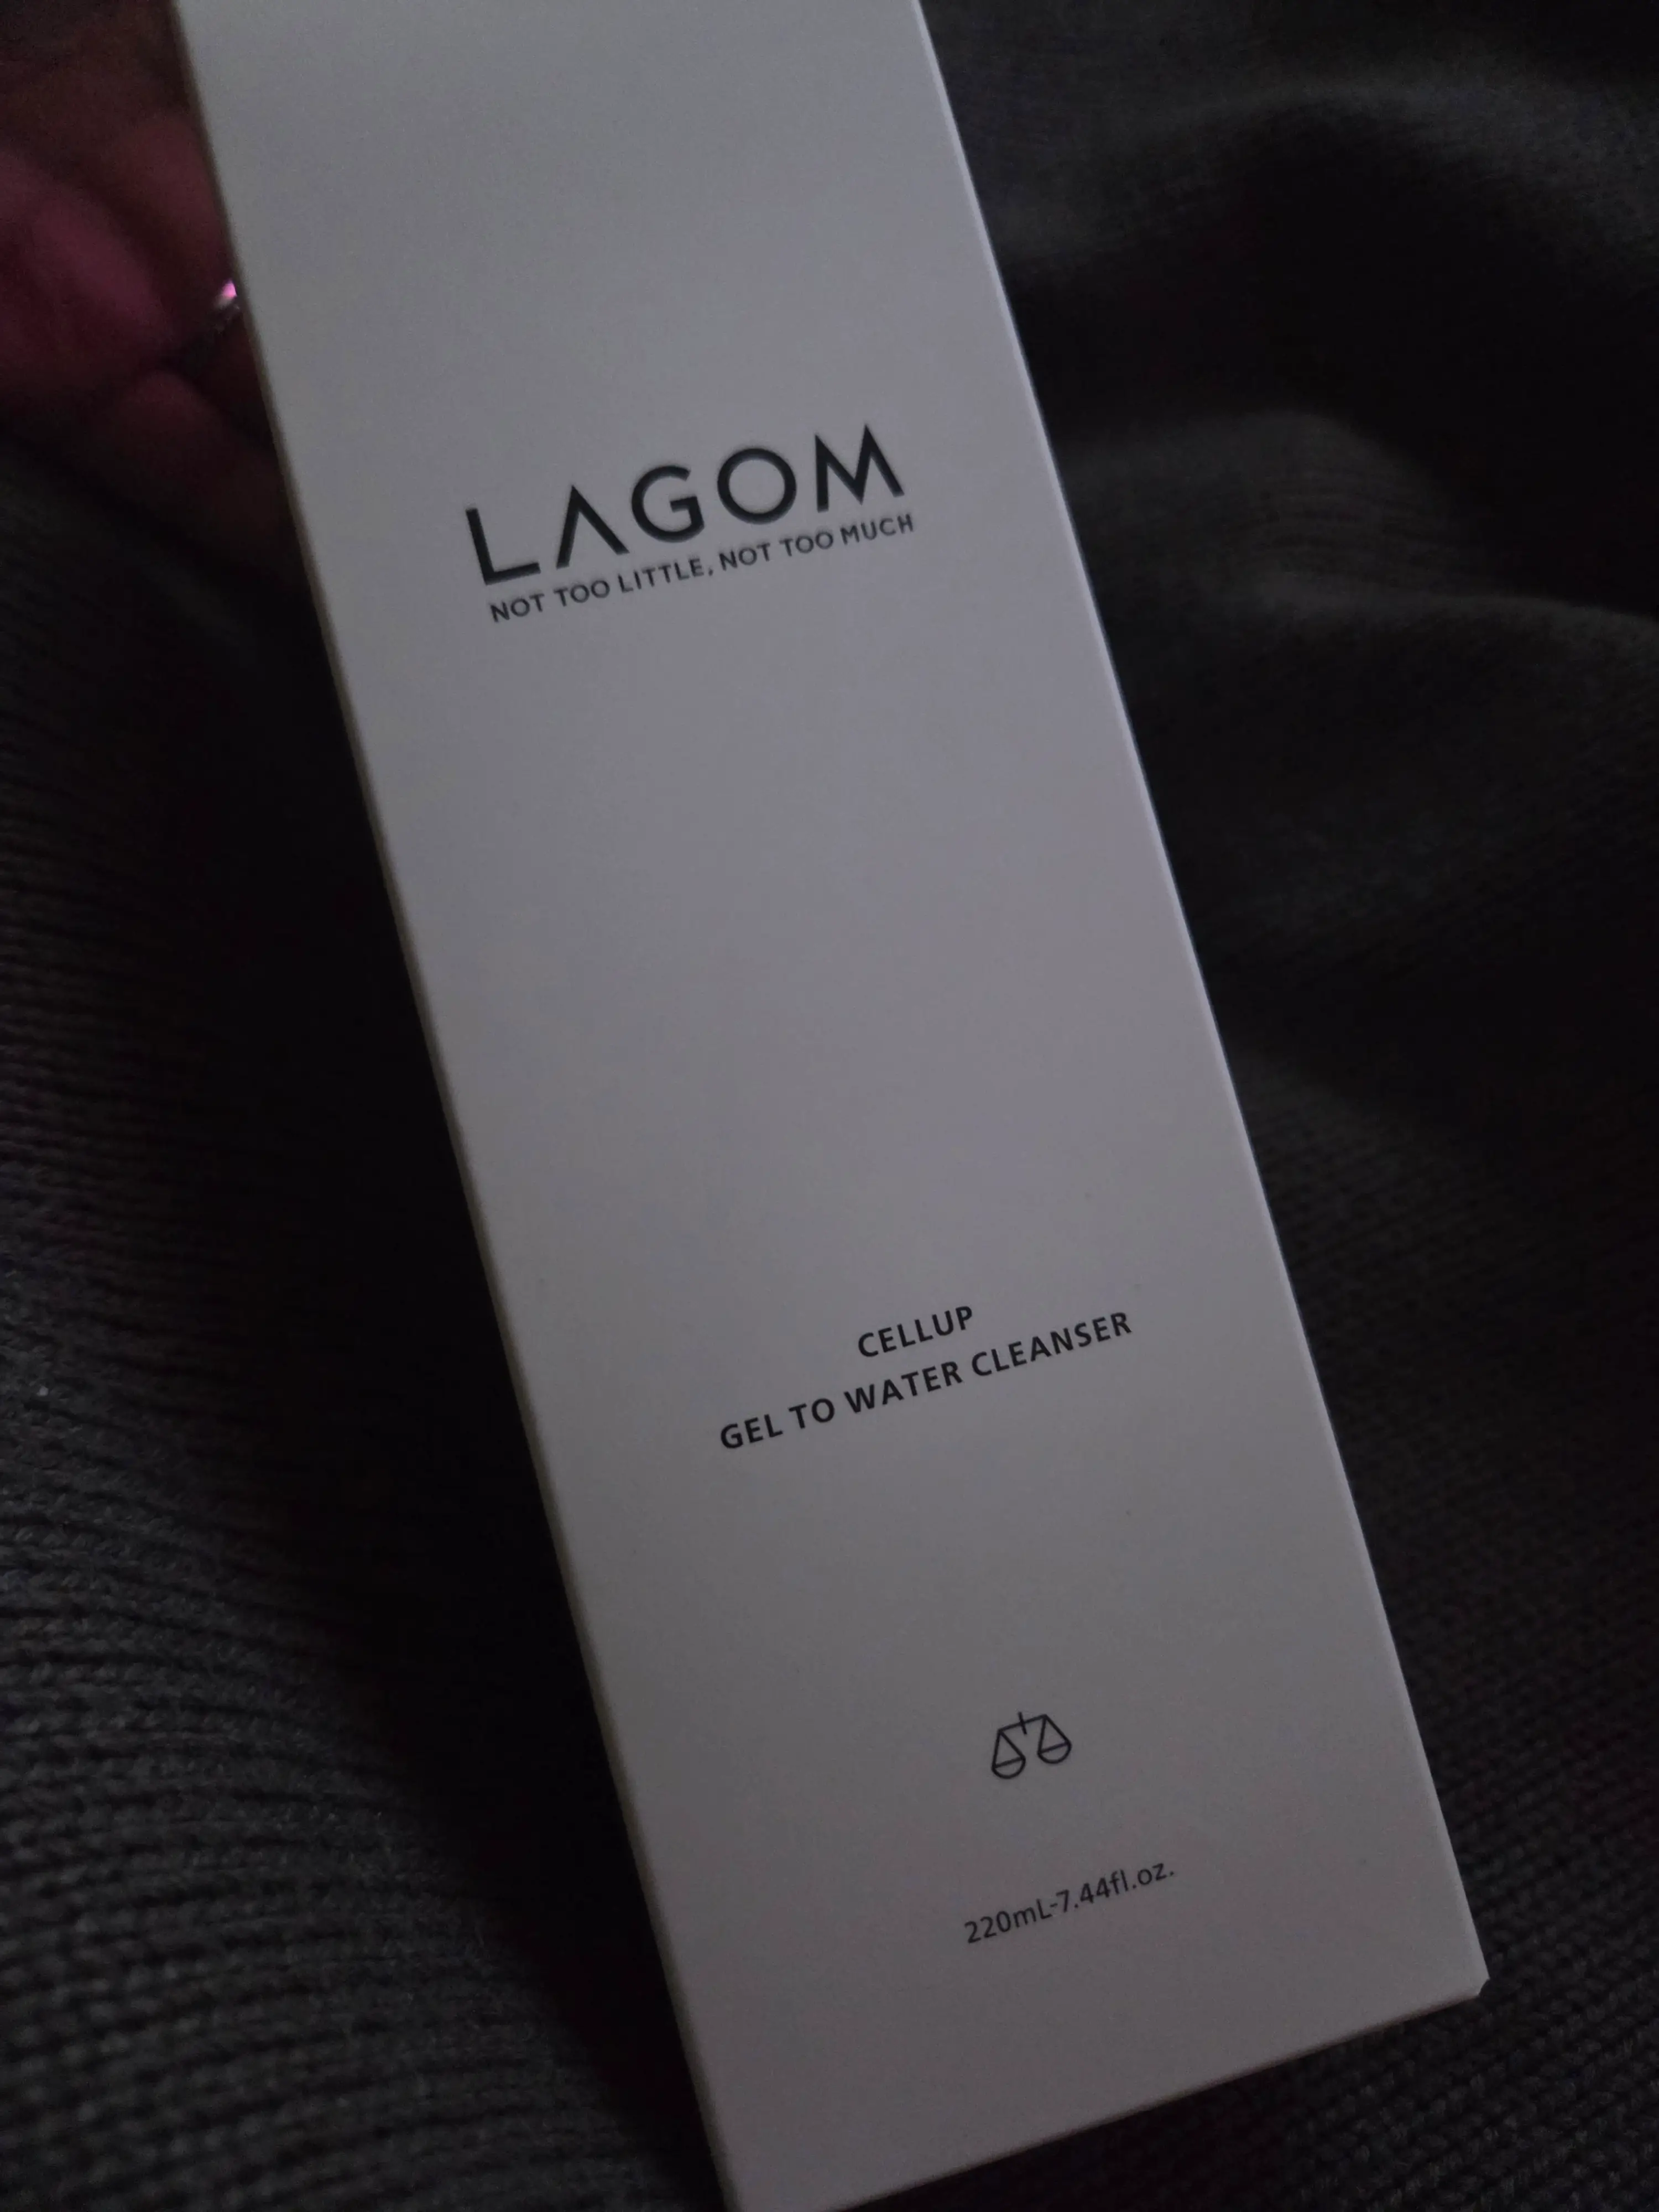 LAGOM
NOT TOO LITTLE, NOT TOO MUCH
CELLUP
GEL TO WATER CLEANSER
220mL-7.44fl.oz.